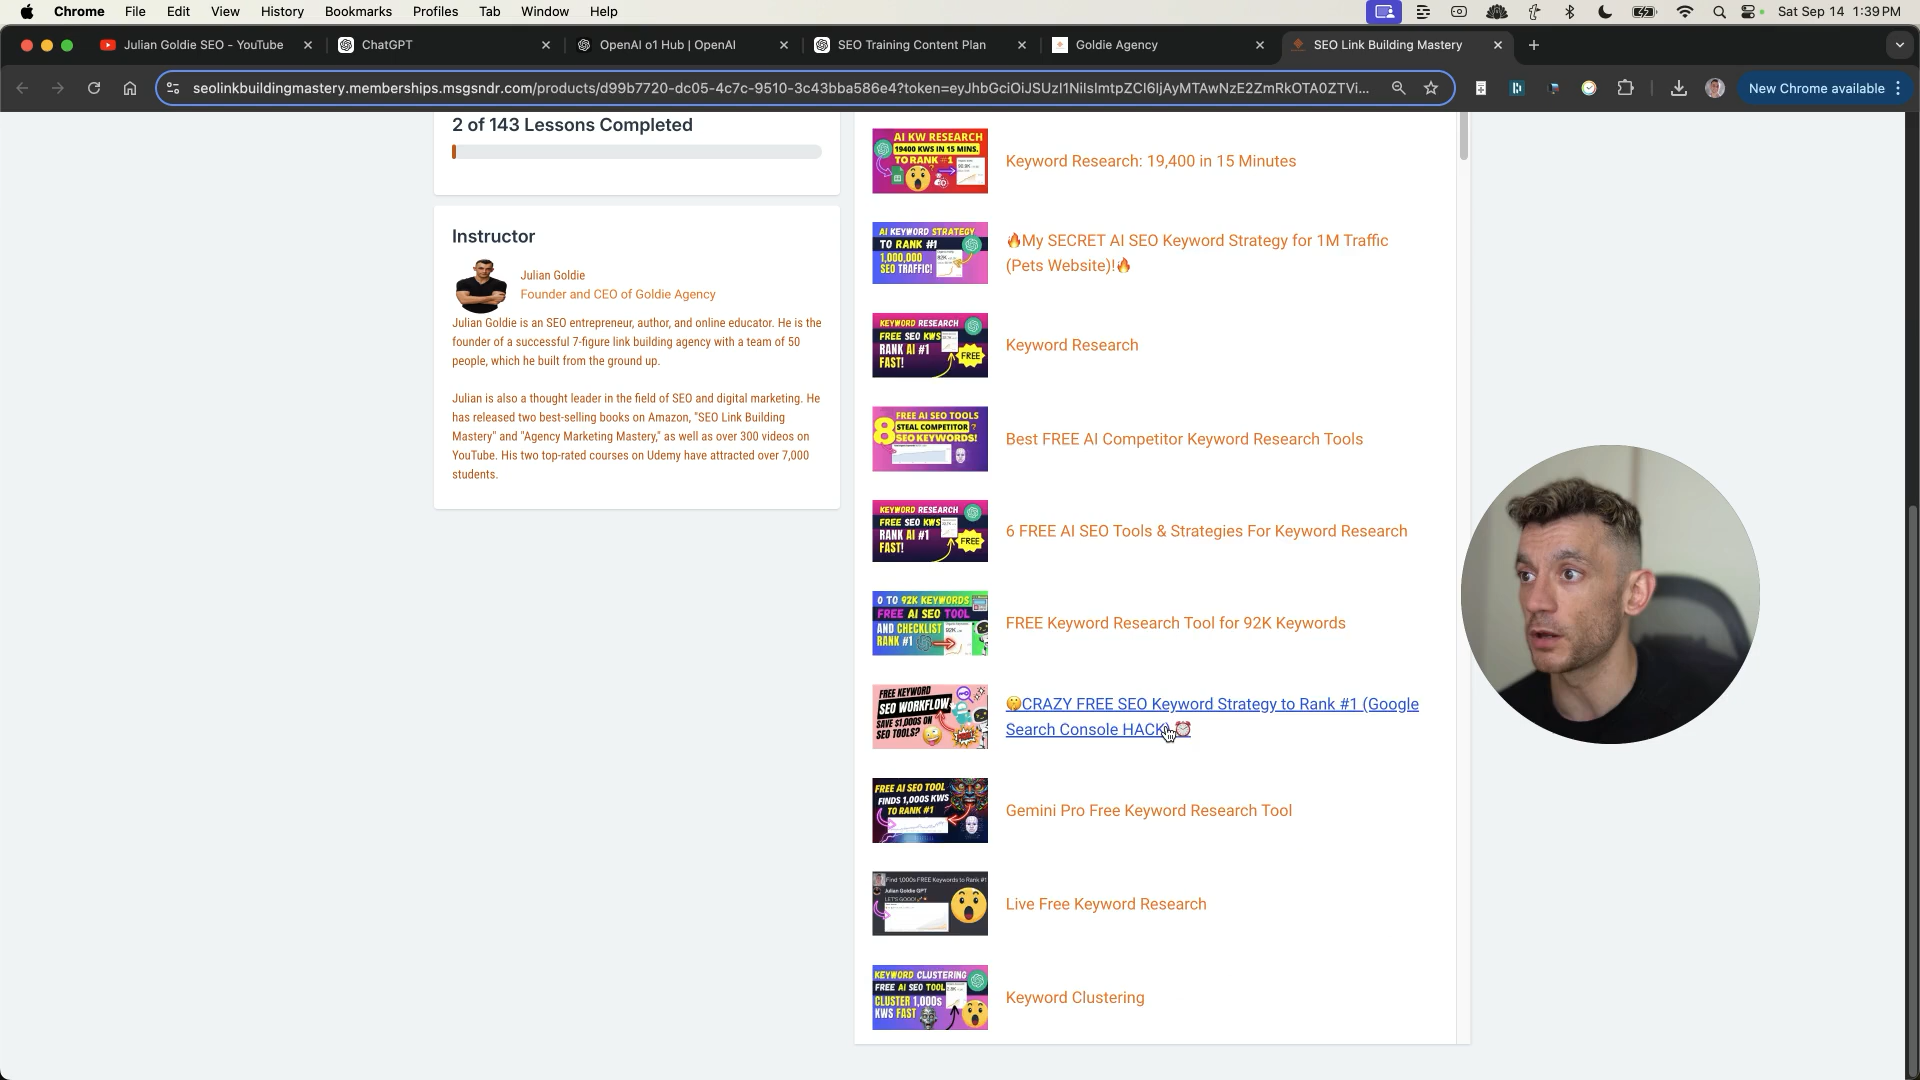 Chrome File Edit View History Bookmarks Profiles Tab Window Help Sat Sep 14 1:39 PM
Julian Goldie SEO - YouTube ChatGPT OpenAI o1 Hub | OpenAI SEO Training Content Plan Goldie Agency SEO Link Building Mastery
New Chrome available
2 of 143 Lessons Completed
Instructor
Julian Goldie
Founder and CEO of Goldie Agency
Julian Goldie is an SEO entrepreneur, author, and online educator. He is the
founder of a successful 7-figure link building agency with a team of 50
people, which he built from the ground up.
Julian is also a thought leader in the field of SEO and digital marketing. He
has released two best-selling books on Amazon, "SEO Link Building
Mastery" and "Agency Marketing Mastery," as well as over 300 videos on
YouTube. His two top-rated courses on Udemy have attracted over 7,000
students.
AI KW RESEARCH
19400 KWS IN 15 MINS.
TO RANK #1
Keyword Research: 19,400 in 15 Minutes
AI KEYWORD STRATEGY
TO RANK #1
1,000,000
SEO TRAFFIC!
🔥My SECRET AI SEO Keyword Strategy for 1M Traffic
(Pets Website)!🔥
KEYWORD RESEARCH
FREE SEO KWS
RANK AI #1
FAST!
FREE
Keyword Research
8
FREE AI SEO TOOLS
STEAL COMPETITOR
SEO KEYWORDS!
Best FREE AI Competitor Keyword Research Tools
KEYWORD RESEARCH
FREE SEO KWS
RANK AI #1
FAST!
FREE
6 FREE AI SEO Tools & Strategies For Keyword Research
0 TO 92K KEYWORDS
FREE AI SEO TOOL
AND CHECKLIST
RANK #1
92K
FREE Keyword Research Tool for 92K Keywords
FREE KEYWORD
SEO WORKFLOW
SAVE $1,000S ON
SEO TOOLS?
🤫CRAZY FREE SEO Keyword Strategy to Rank #1 (Google
Search Console HACK)⏰
FREE AI SEO TOOL
FINDS 1,000S KWS
TO RANK #1
Gemini Pro Free Keyword Research Tool
Find 1,000s FREE Keywords to Rank #1
Julian Goldie GPT
LET'S GOOO!
Live Free Keyword Research
KEYWORD CLUSTERING
FREE AI SEO TOOL
CLUSTER 1,000s
KWS FAST
Keyword Clustering